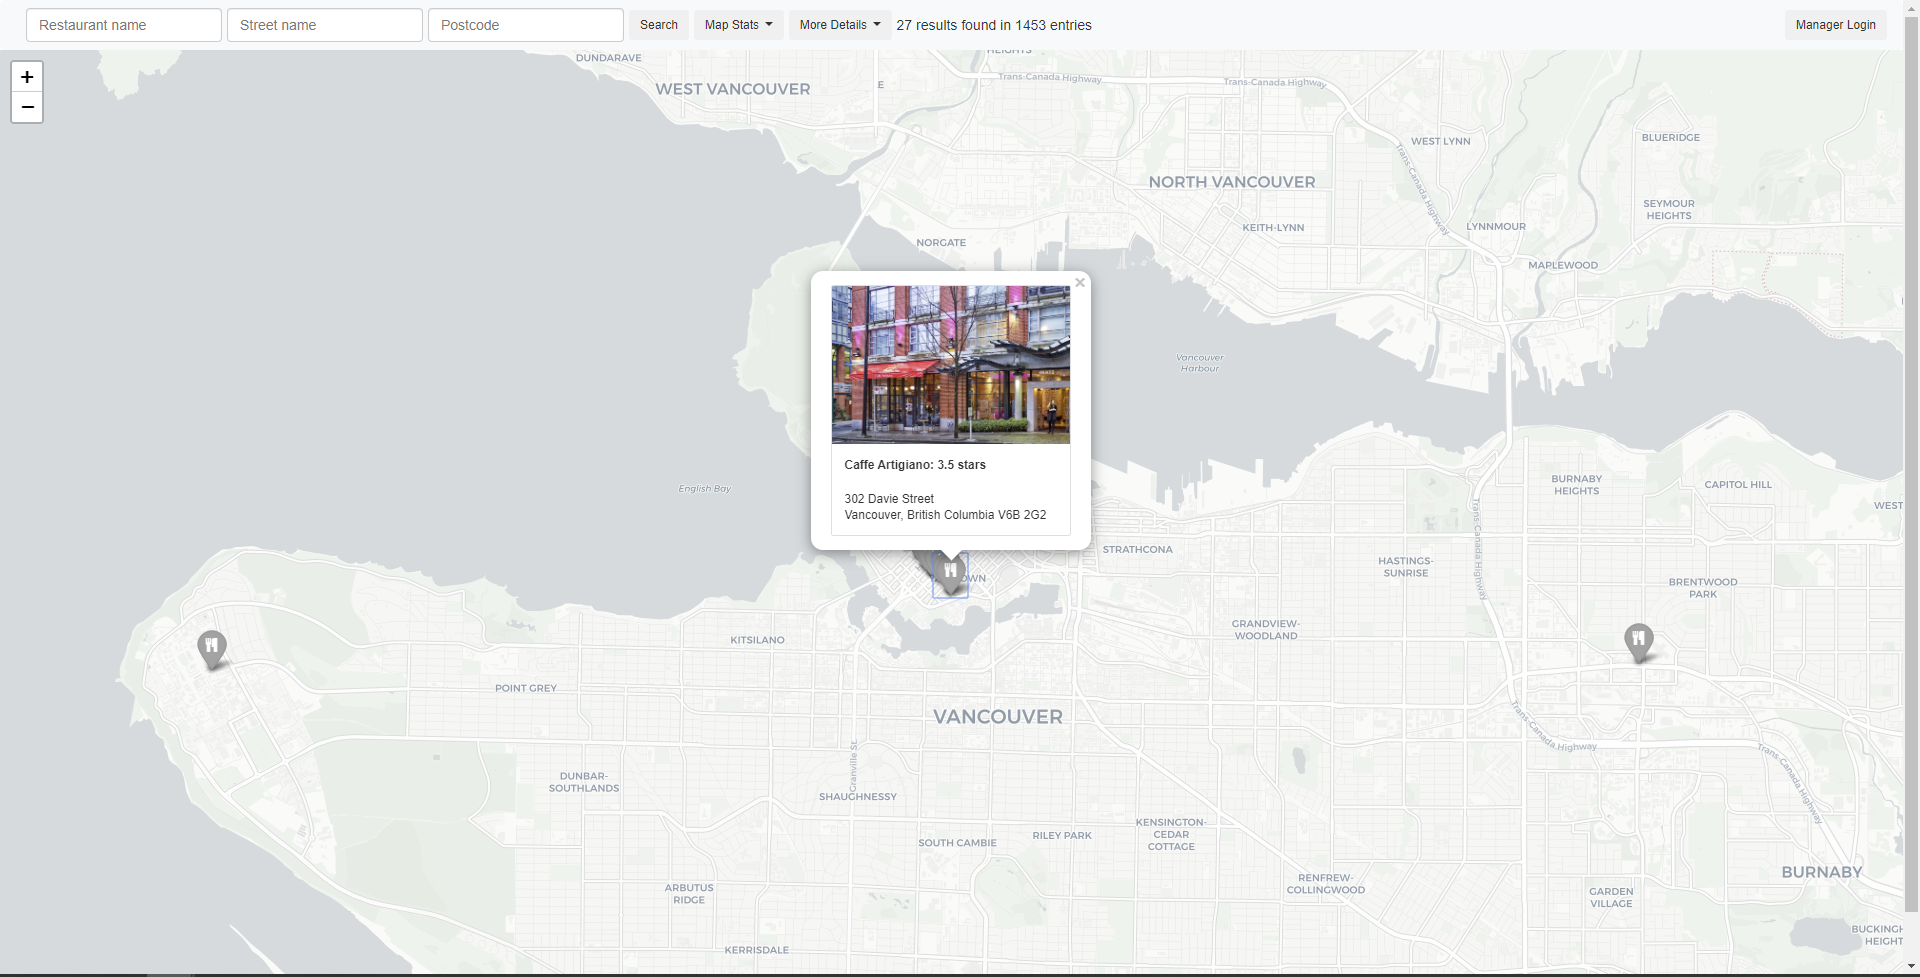 Restaurant name
Street name
Postcode
Search
Map Stats
More Details
27 results found in 1453 entries
Manager Login
+
−
HEIGHTS
DUNDARAVE
WEST VANCOUVER
E
Trans-Canada Highway
Trans-Canada Highway
WEST LYNN
BLUERIDGE
Trans-Canada Highway
NORTH VANCOUVER
SEYMOUR
HEIGHTS
KEITH-LYNN
LYNNMOUR
NORGATE
MAPLEWOOD
×
Vancouver
Harbour
Caffe Artigiano: 3.5 stars
302 Davie Street
Vancouver, British Columbia V6B 2G2
English Bay
BURNABY
HEIGHTS
CAPITOL HILL
WEST
Trans-Canada Highway
STRATHCONA
HASTINGS-
SUNRISE
OWN
BRENTWOOD
PARK
GRANDVIEW-
WOODLAND
KITSILANO
POINT GREY
VANCOUVER
Trans-Canada Highway
Trans-Canada Highway
Granville St.
DUNBAR-
SOUTHLANDS
SHAUGHNESSY
KENSINGTON-
CEDAR
COTTAGE
RILEY PARK
SOUTH CAMBIE
BURNABY
RENFREW-
COLLINGWOOD
ARBUTUS
RIDGE
GARDEN
VILLAGE
BUCKINGH
HEIGHT
KERRISDALE